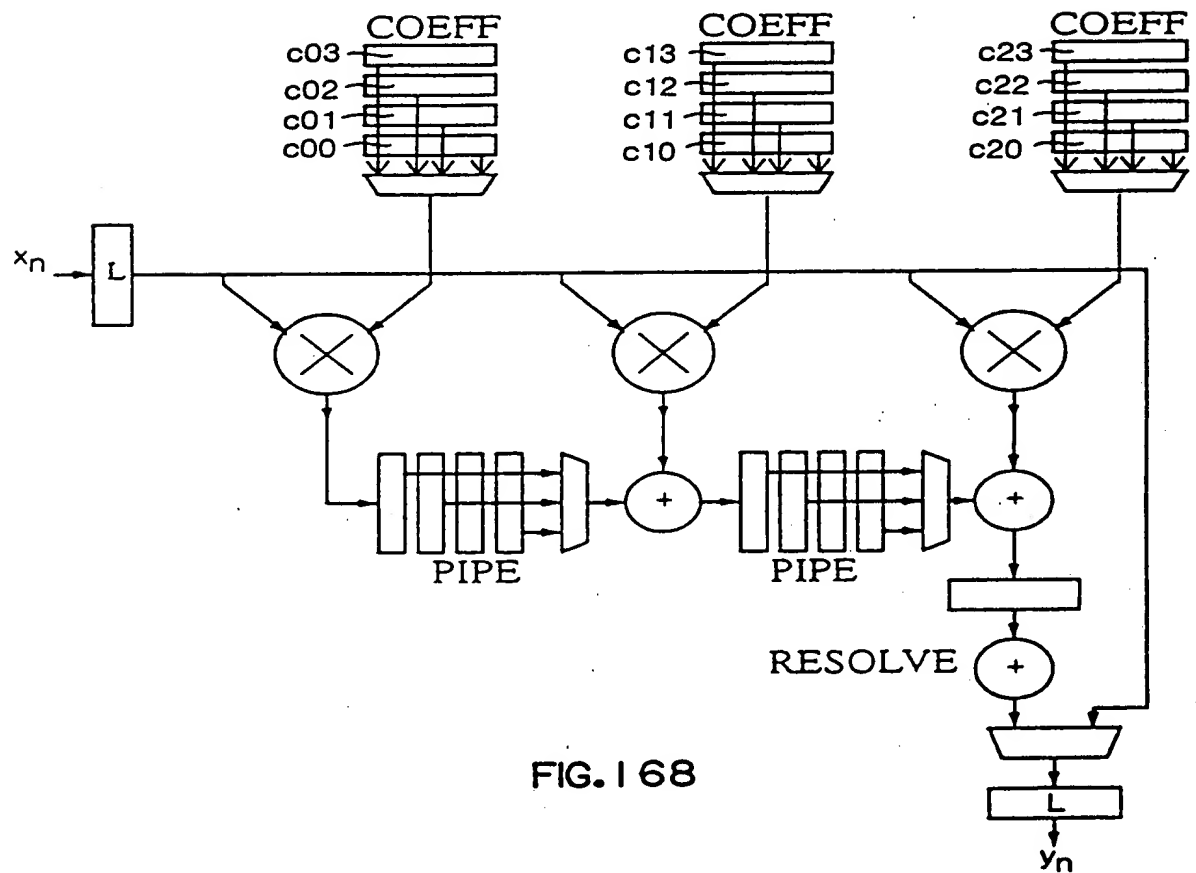 COEFF COEFF COEFF
c03 c13 c23
c02 c12 c22
c01 c11 c21
c00 c10 c20
xn
L
+ +
PIPE PIPE
RESOLVE +
FIG. 168
L
yn